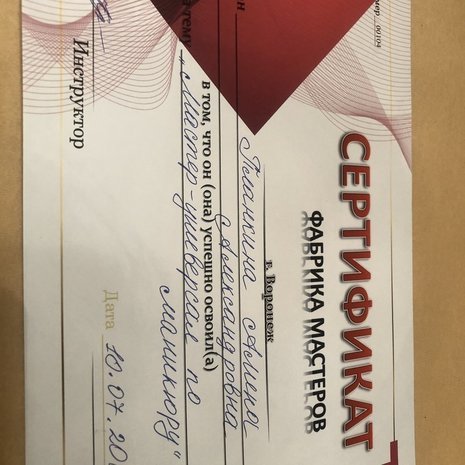 СЕРТИФИКАТ
ФАБРИКА МАСТЕРОВ
г. Воронеж
Алена
Александровна
в том, что он (она) успешно освоил(а)
"Мастер-универсал по
маникюру"
Дата 10.07.20
Инструктор